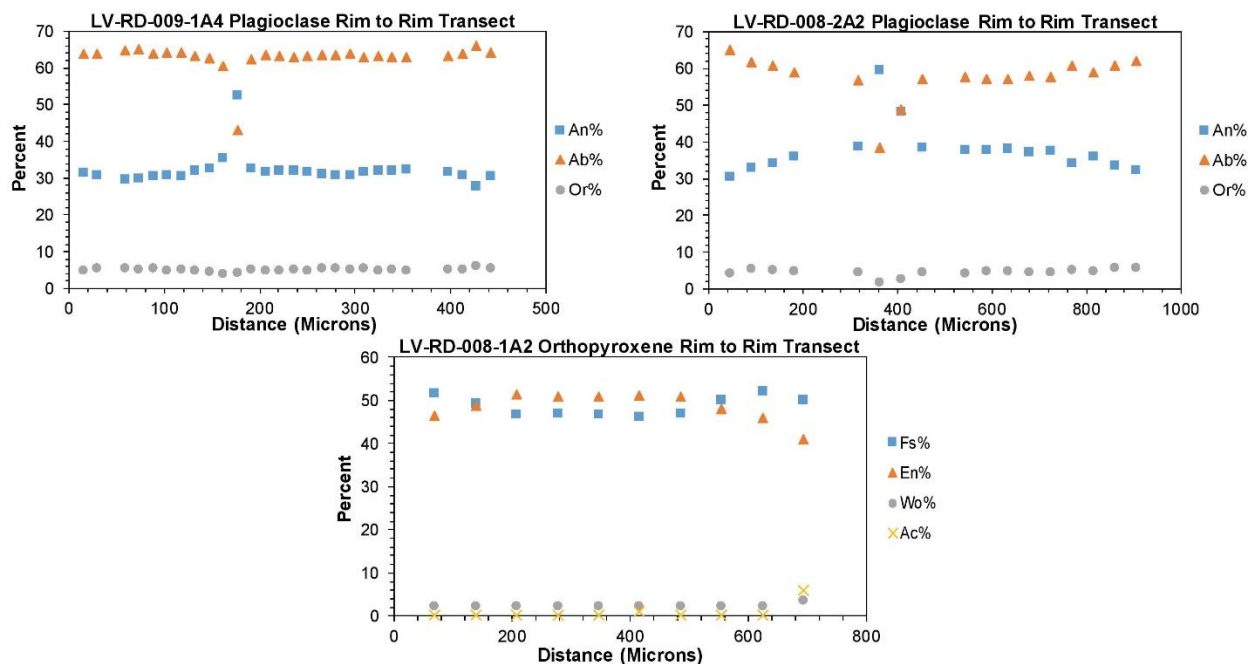 LV-RD-009-1A4 Plagioclase Rim to Rim Transect
70
60
50
40
30
20
10
0
Percent
0 100 200 300 400 500
Distance (Microns)
An%
Ab%
Or%
LV-RD-008-2A2 Plagioclase Rim to Rim Transect
70
60
50
40
30
20
10
0
Percent
0 200 400 600 800 1000
Distance (Microns)
An%
Ab%
Or%
LV-RD-008-1A2 Orthopyroxene Rim to Rim Transect
60
50
40
30
20
10
0
Percent
0 200 400 600 800
Distance (Microns)
Fs%
En%
Wo%
Ac%